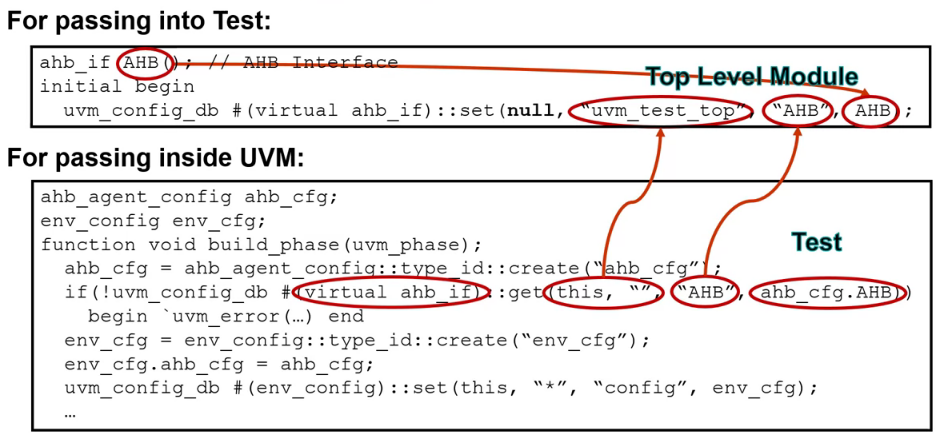 For passing into Test:
ahb_if AHB(); // AHB Interface
initial begin
Top Level Module
uvm_config_db #(virtual ahb_if)::set(null, “uvm_test_top”, “AHB”, AHB);
For passing inside UVM:
ahb_agent_config ahb_cfg;
env_config env_cfg;
function void build_phase(uvm_phase);
Test
ahb_cfg = ahb_agent_config::type_id::create(“ahb_cfg”);
if(!uvm_config_db #(virtual ahb_if)::get(this, “”, “AHB”, ahb_cfg.AHB))
begin `uvm_error(…) end
env_cfg = env_config::type_id::create(“env_cfg”);
env_cfg.ahb_cfg = ahb_cfg;
uvm_config_db #(env_config)::set(this, “*”, “config”, env_cfg);
…